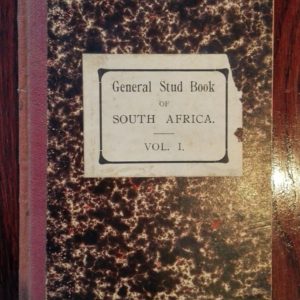 General Stud Book
OF
SOUTH AFRICA.
VOL. I.